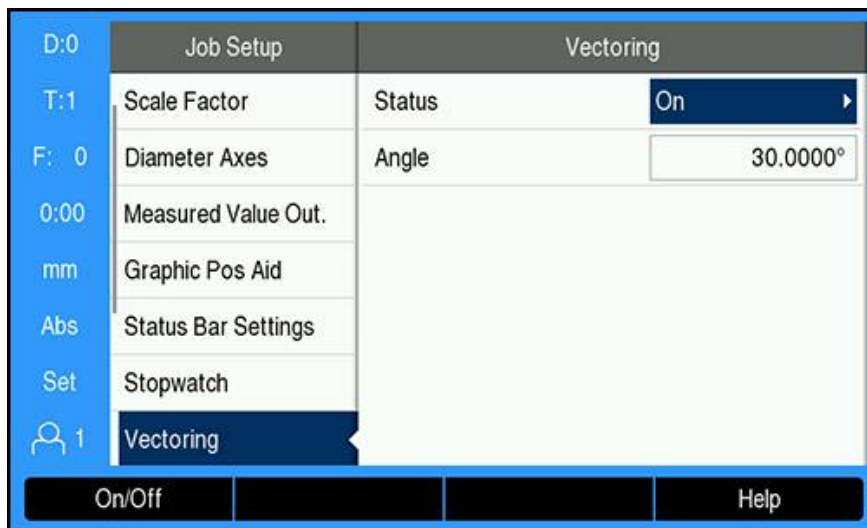 D:0
T:1
F: 0
0:00
mm
Abs
Set
1
Job Setup
Scale Factor
Diameter Axes
Measured Value Out.
Graphic Pos Aid
Status Bar Settings
Stopwatch
Vectoring
Vectoring
Status On
Angle 30.0000°
On/Off Help